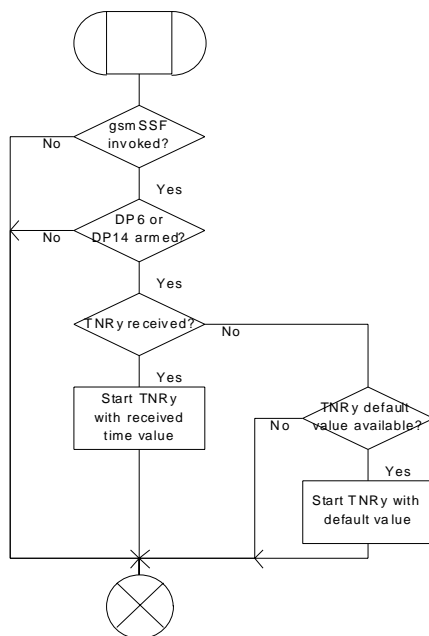 gsmSSF
invoked?
No
Yes
DP6 or
DP14 armed?
No
Yes
TNRy received?
No
Yes
Start TNRy
with received
time value
TNRy default
value available?
No
Yes
Start TNRy with
default value